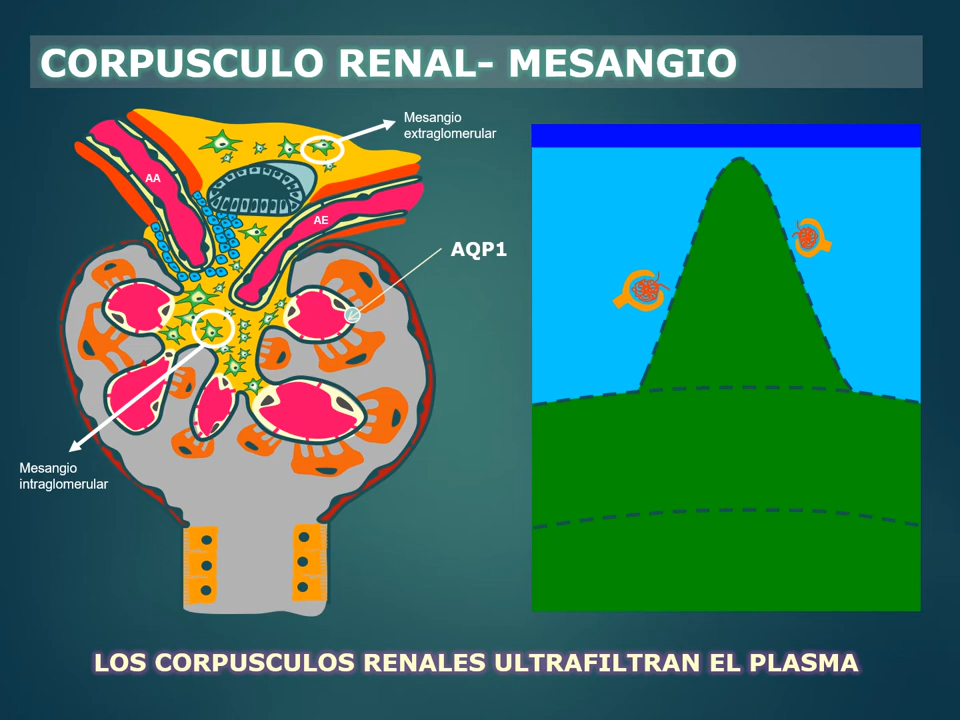 CORPUSCULO RENAL- MESANGIO
Mesangio
extraglomerular
AA
AE
AQP1
Mesangio
intraglomerular
LOS CORPUSCULOS RENALES ULTRAFILTRAN EL PLASMA